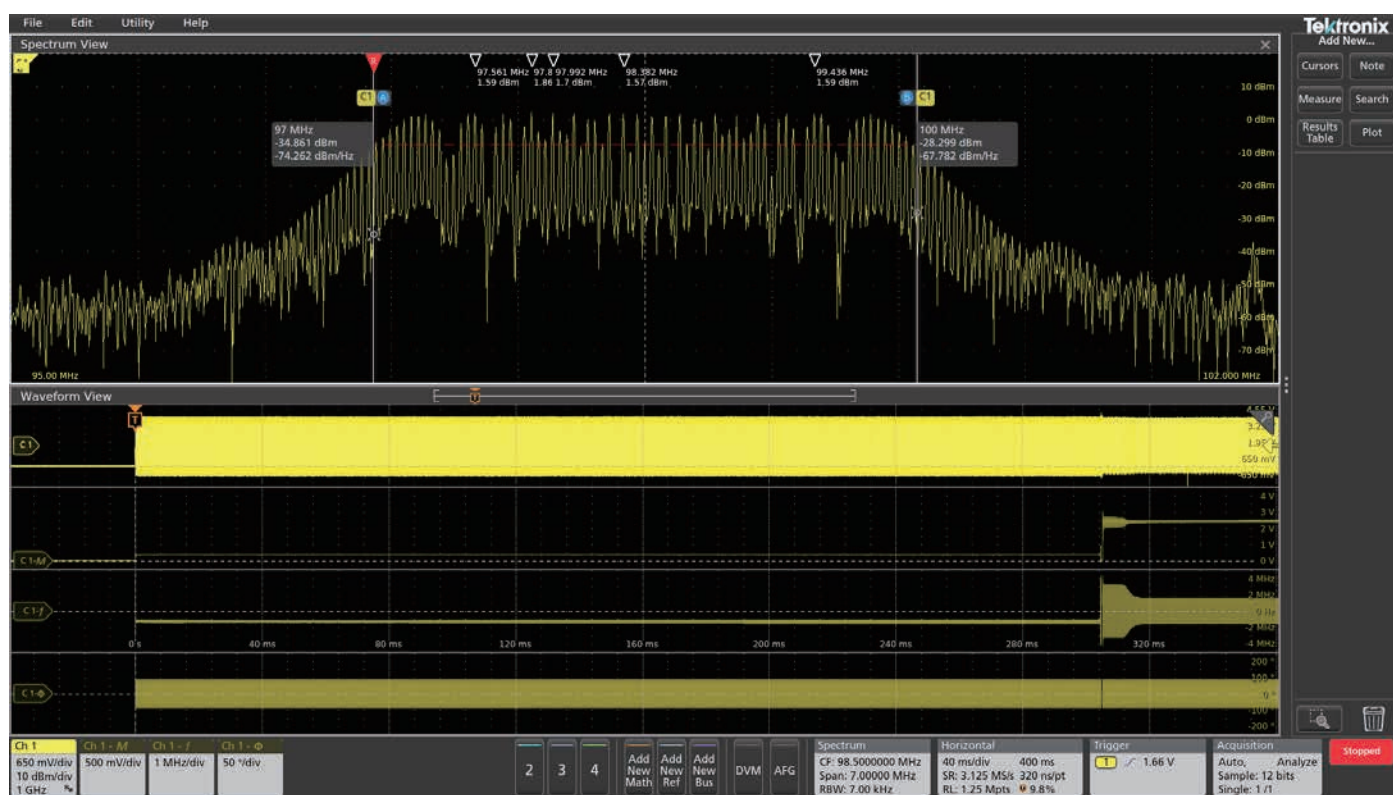 File Edit Utility Help
Tektronix
Add New...
Spectrum View
Cursors Note
Measure Search
Results Table Plot
R
97.561 MHz 97.8 97.992 MHz 98.382 MHz 99.436 MHz
1.59 dBm 1.86 1.7 dBm 1.57 dBm 1.59 dBm
C1 A B C1
10 dBm
0 dBm
-10 dBm
-20 dBm
-30 dBm
-40 dBm
-50 dBm
-60 dBm
-70 dBm
97 MHz
-34.861 dBm
-74.262 dBm/Hz
100 MHz
-28.299 dBm
-67.782 dBm/Hz
95.00 MHz 102.000 MHz
Waveform View
T
T
C1
650 mV
-650 mV
4 V
3 V
2 V
1 V
0 V
C1-M
4 MHz
2 MHz
0 Hz
-2 MHz
-4 MHz
C1-f
0 s 40 ms 80 ms 120 ms 160 ms 200 ms 240 ms 280 ms 320 ms
200 °
100 °
0 °
-100 °
-200 °
C1-Φ
Ch 1
650 mV/div
10 dBm/div
1 GHz
Ch 1 - M
500 mV/div
Ch 1 - f
1 MHz/div
Ch 1 - Φ
50 °/div
2 3 4
Add New Math
Add New Ref
Add New Bus
DVM AFG
Spectrum
CF: 98.5000000 MHz
Span: 7.00000 MHz
RBW: 7.00 kHz
Horizontal
40 ms/div 400 ms
SR: 3.125 MS/s 320 ns/pt
RL: 1.25 Mpts 9.8%
Trigger
1 1.66 V
Acquisition
Auto, Analyze
Sample: 12 bits
Single: 1 /1
Stopped